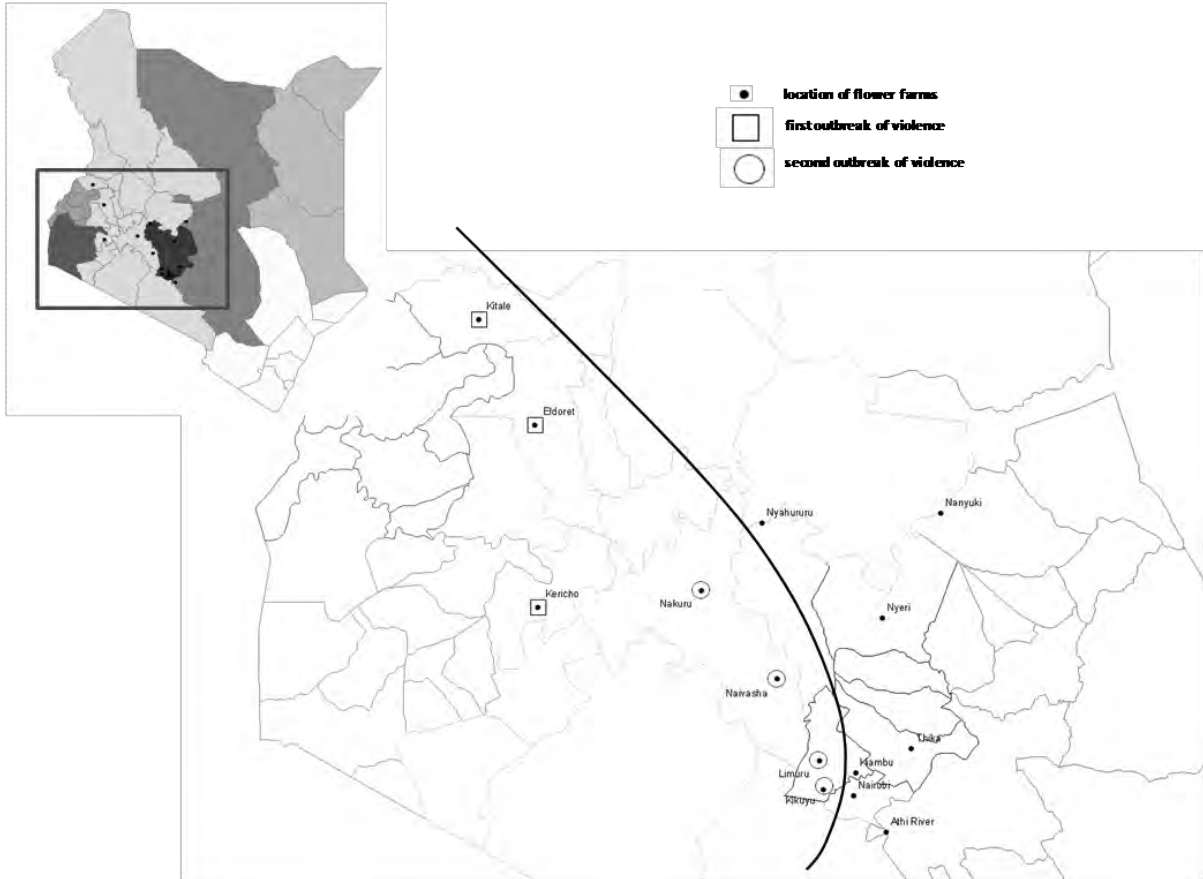 location of flower farms
first outbreak of violence
second outbreak of violence
Kitale
Eldoret
Nyahururu
Nanyuki
Kericho
Nakuru
Nyeri
Naivasha
Thika
Limuru
Kiambu
Kikuyu
Nairobi
Athi River